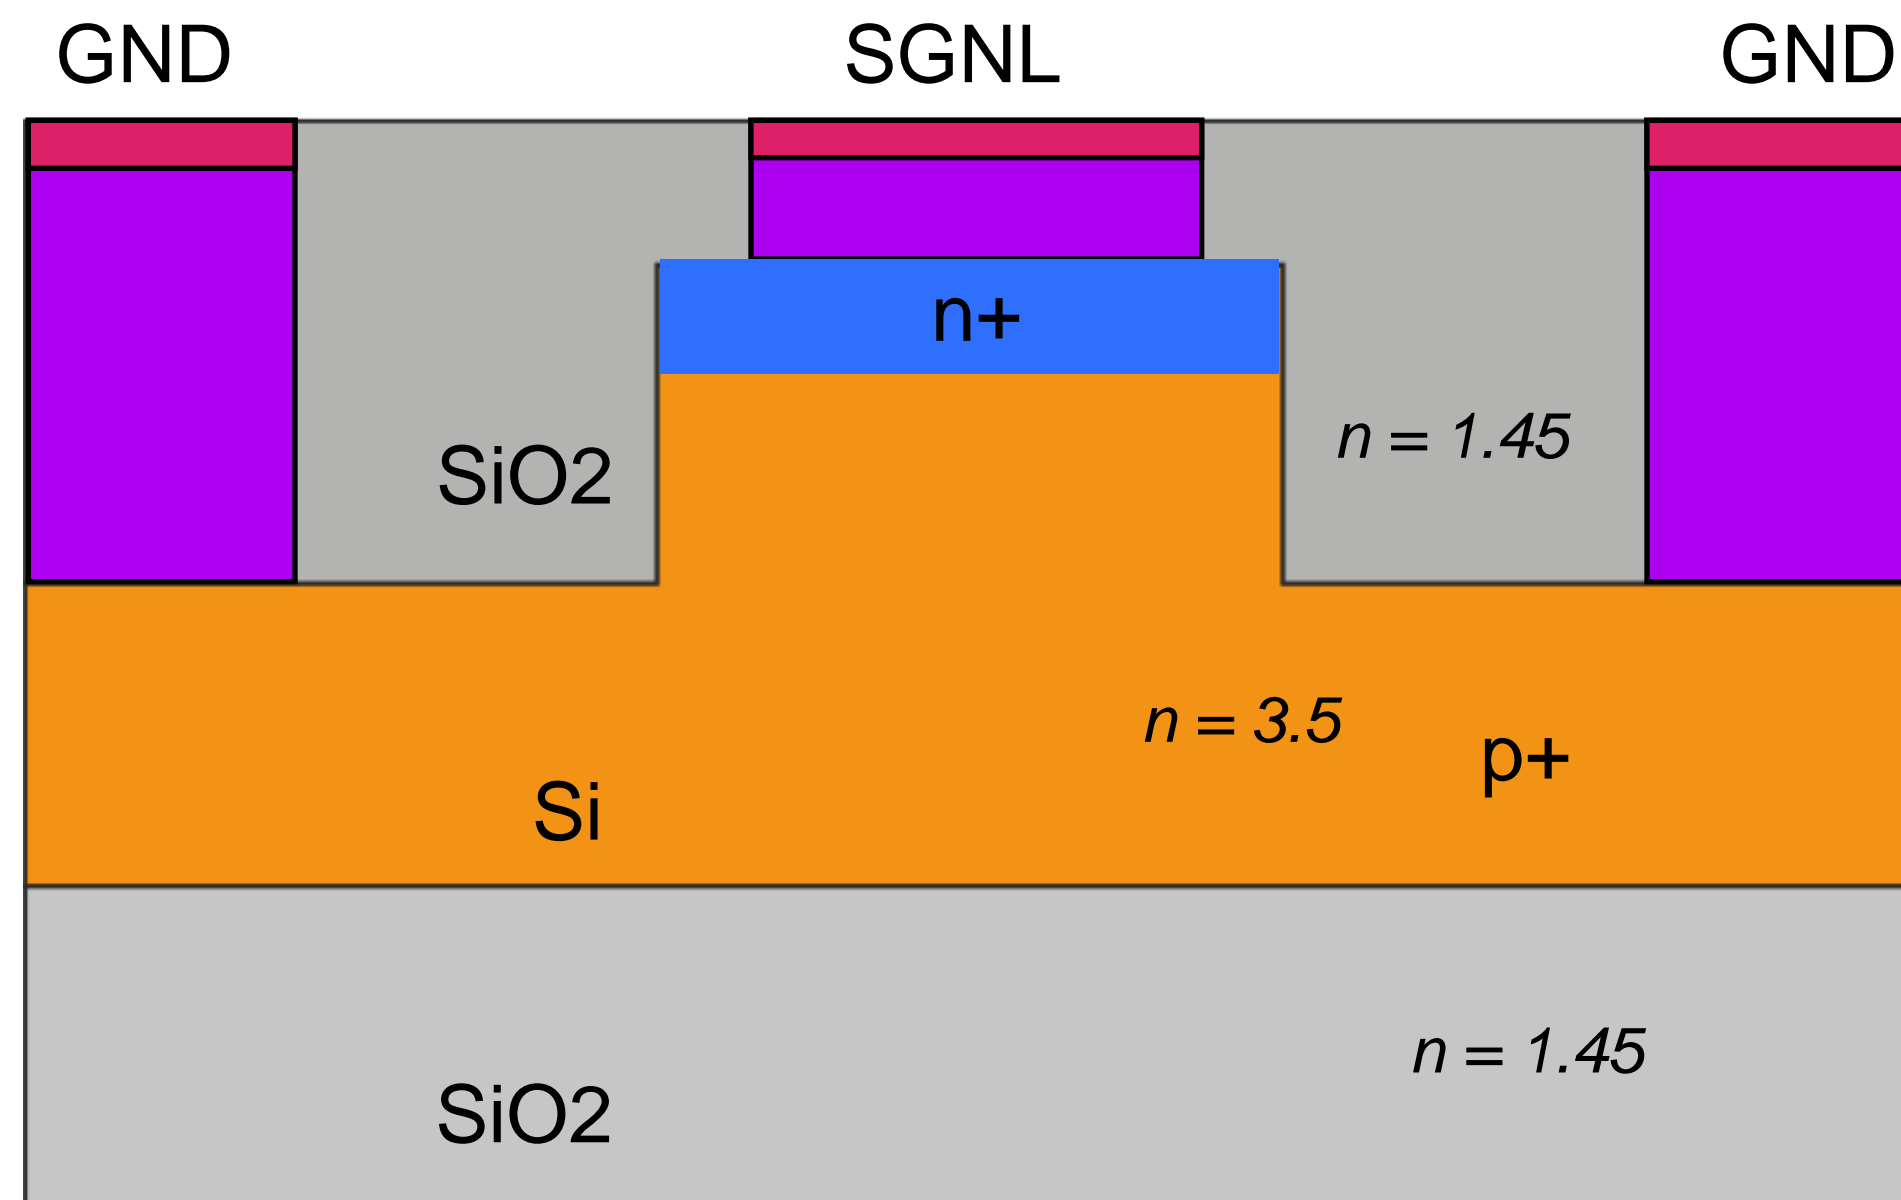 GND
SGNL
GND
n+
n = 1.45
SiO2
n = 3.5
p+
Si
n = 1.45
SiO2